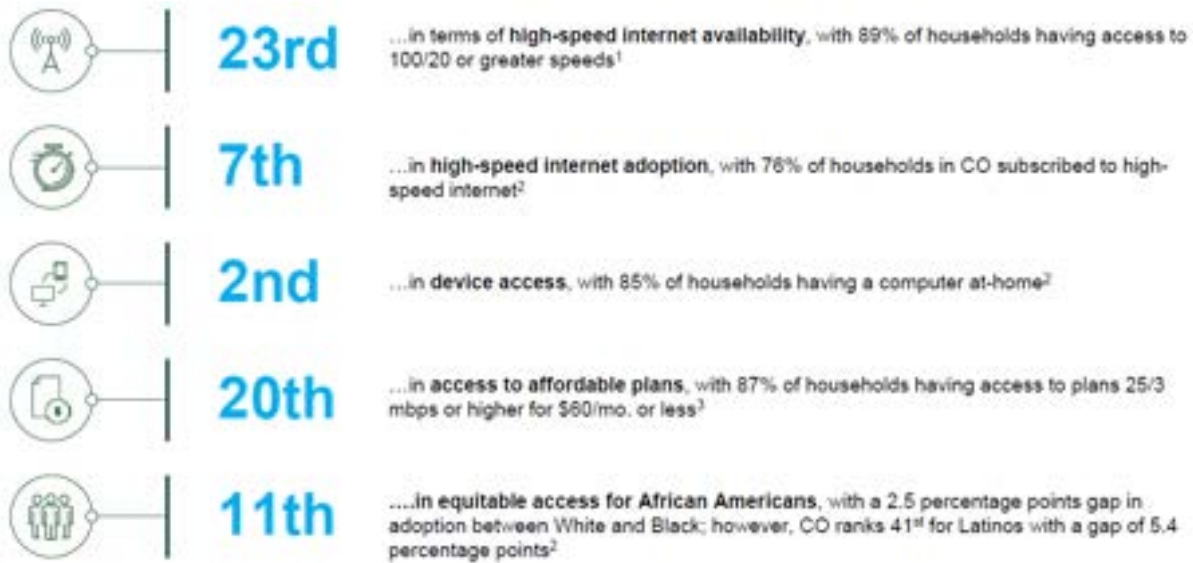 23rd
…in terms of high-speed internet availability, with 89% of households having access to
100/20 or greater speeds¹
7th
…in high-speed internet adoption, with 76% of households in CO subscribed to high-
speed internet²
2nd
…in device access, with 85% of households having a computer at-home²
20th
…in access to affordable plans, with 87% of households having access to plans 25/3
mbps or higher for $60/mo. or less³
11th
....in equitable access for African Americans, with a 2.5 percentage points gap in
adoption between White and Black; however, CO ranks 41st for Latinos with a gap of 5.4
percentage points²